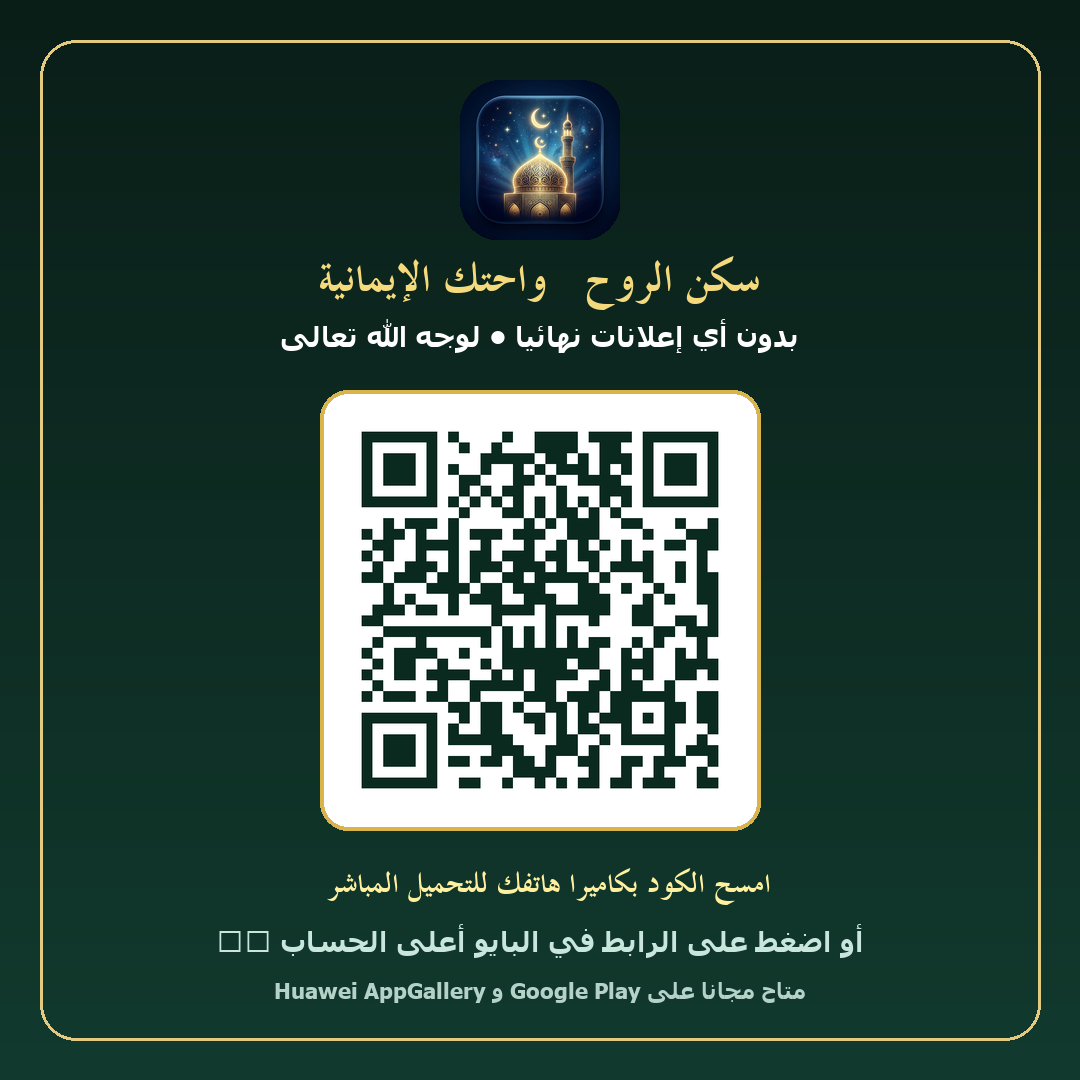 سكن الروح   واحتك الإيمانية
بدون أي إعلانات نهائيا • لوجه الله تعالى
امسح الكود بكاميرا هاتفك للتحميل المباشر
أو اضغط على الرابط في البايو أعلى الحساب □□
متاح مجانا على Google Play و Huawei AppGallery